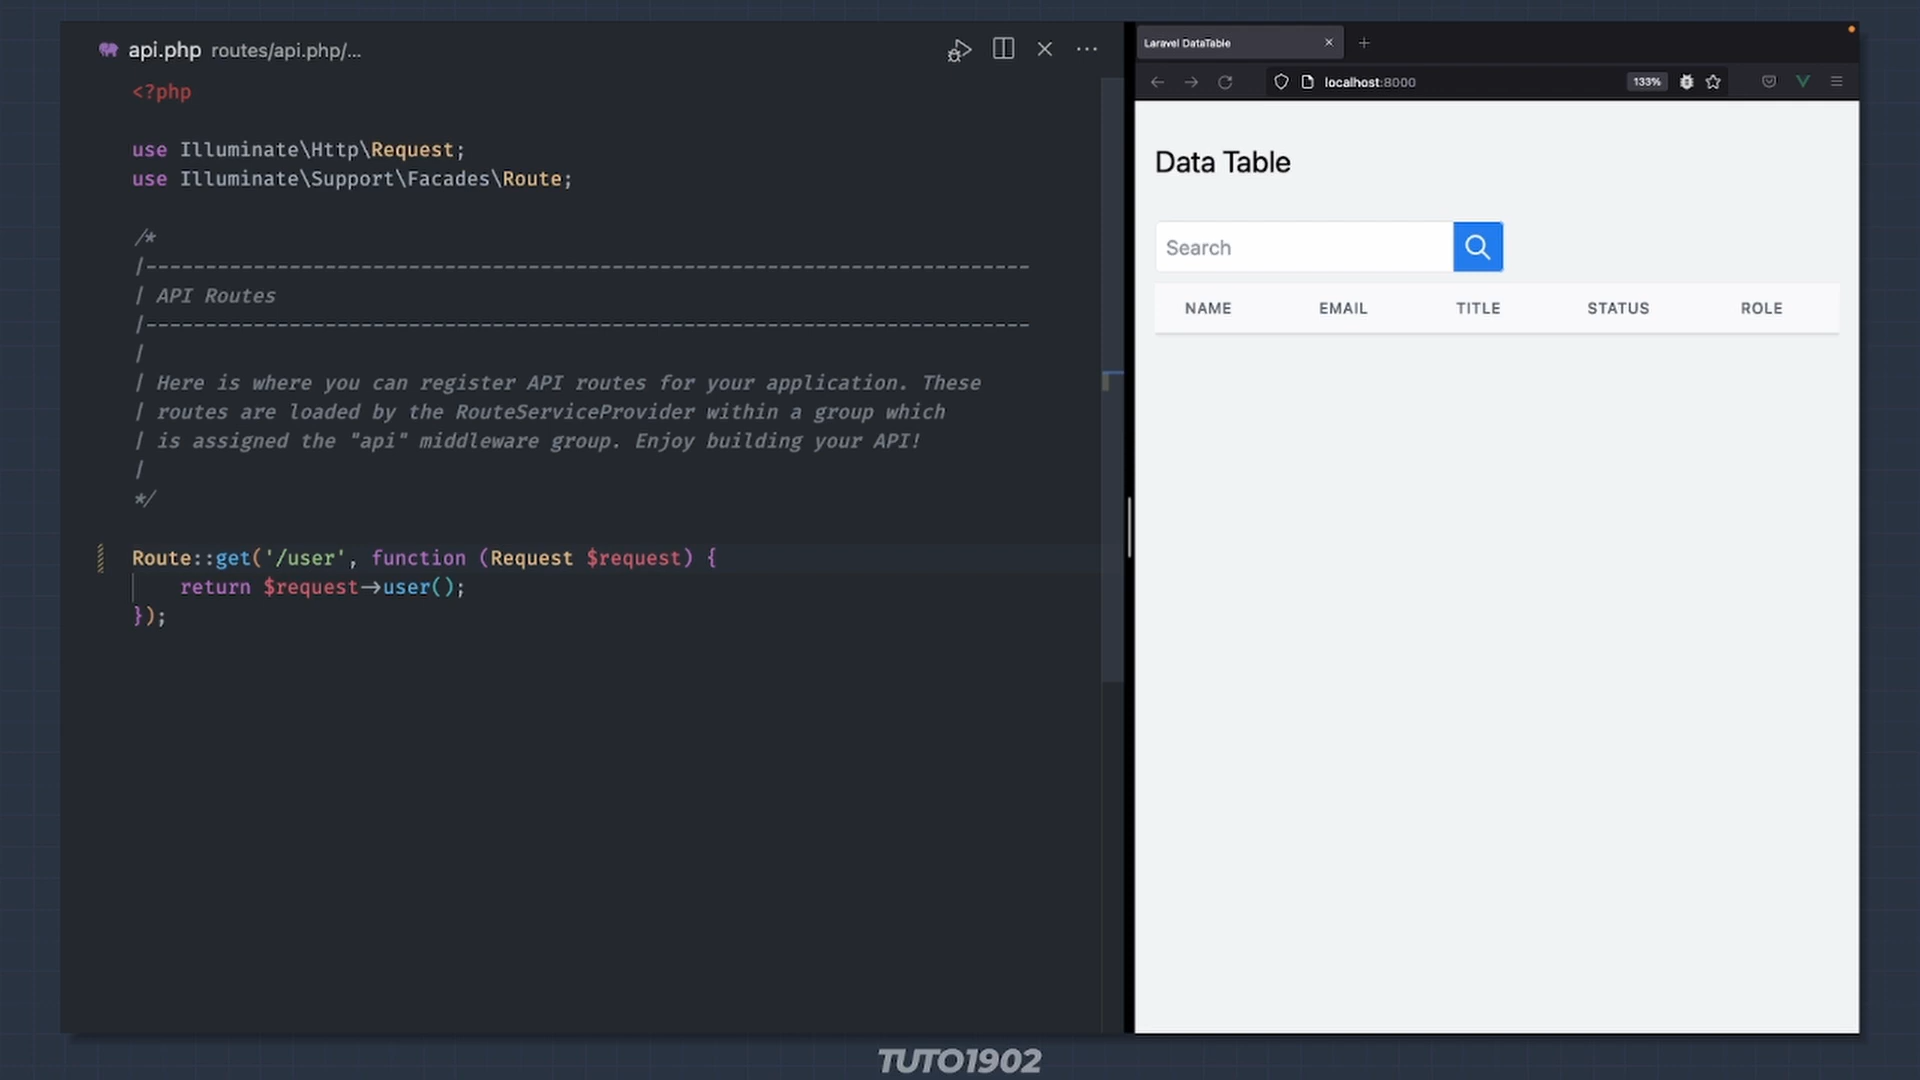 api.php routes/api.php/...
<?php
use Illuminate\Http\Request;
use Illuminate\Support\Facades\Route;
/*
|--------------------------------------------------------------------------
| API Routes
|--------------------------------------------------------------------------
|
| Here is where you can register API routes for your application. These
| routes are loaded by the RouteServiceProvider within a group which
| is assigned the "api" middleware group. Enjoy building your API!
|
*/
Route::get('/user', function (Request $request) {
    return $request->user();
});
Laravel DataTable
localhost:8000
133%
Data Table
Search
NAME EMAIL TITLE STATUS ROLE
TUTO1902